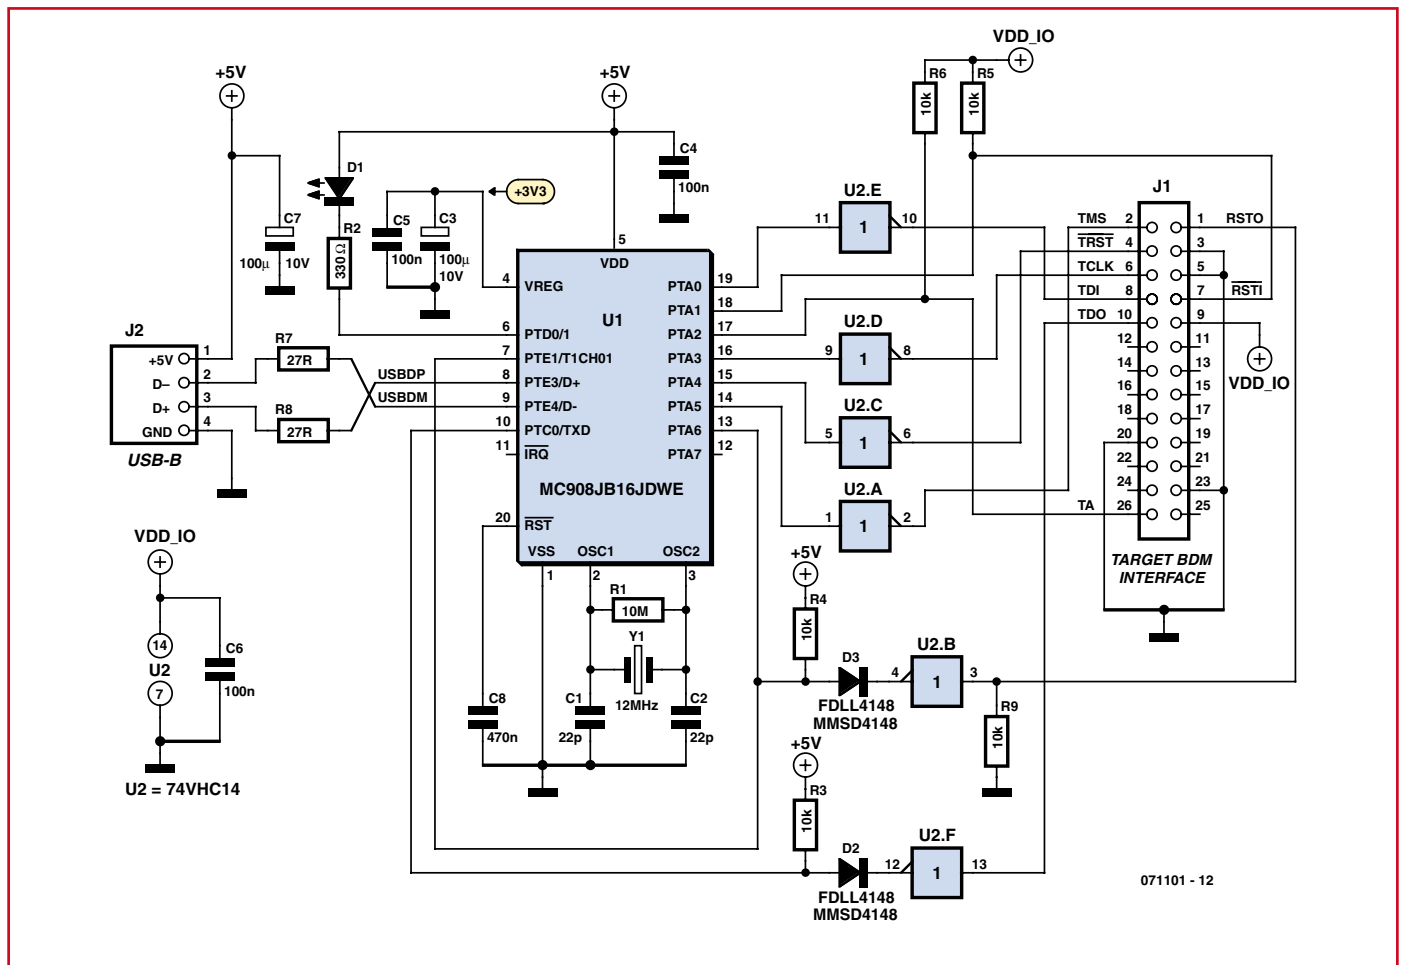 VDD_IO
+5V
+5V
R6
R5
10k
10k
C4
100n
D1
+3V3
C7
100µ
10V
R2
330Ω
C5
100n
C3
100µ
10V
U2.E
11
1
10
J1
TMS
2
1
RSTO
TRST
4
3
TCLK
6
5
TDI
8
7
RSTi
TDO
10
9
12
11
VDD_IO
14
13
16
15
18
17
20
19
22
21
24
23
TA
26
25
TARGET BDM
INTERFACE
5
VDD
4
VREG
PTA0
19
U1
PTA1
18
6
PTD0/1
PTA2
17
7
PTE1/T1CH01
PTA3
16
8
PTE3/D+
PTA4
15
9
PTE4/D-
PTA5
14
10
PTC0/TXD
PTA6
13
11
IRQ
PTA7
12
MC908JB16JDWE
20
RST
VSS
OSC1
OSC2
1
2
3
U2.D
9
1
8
U2.C
5
1
6
U2.A
1
1
2
J2
+5V
1
D–
2
D+
3
GND
4
USB-B
R7
27R
R8
27R
USBDP
USBDM
VDD_IO
14
U2
7
C6
100n
U2 = 74VHC14
R1
10M
Y1
12MHz
C8
470n
C1
22p
C2
22p
+5V
R4
10k
D3
FDLL4148
MMSD4148
U2.B
4
1
3
R9
10k
+5V
R3
10k
D2
FDLL4148
MMSD4148
U2.F
12
1
13
071101 - 12